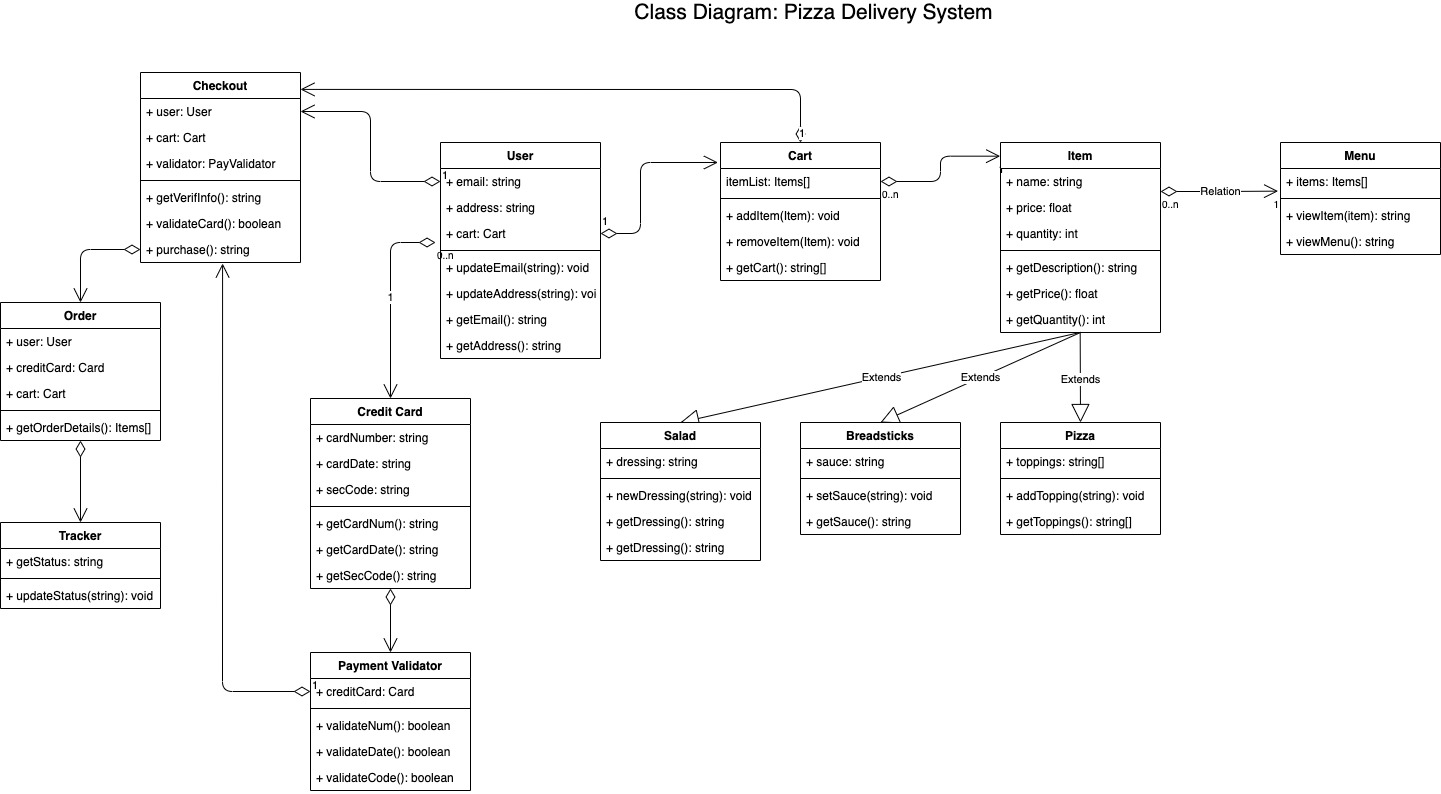 Class Diagram: Pizza Delivery System
Checkout
+ user: User
+ cart: Cart
+ validator: PayValidator
+ getVerifInfo(): string
+ validateCard(): boolean
+ purchase(): string
User
1
+ email: string
+ address: string
+ cart: Cart
0..n
+ updateEmail(string): void
+ updateAddress(string): voi
+ getEmail(): string
+ getAddress(): string
1
1
1
Cart
itemList: Items[]
+ addItem(Item): void
+ removeItem(Item): void
+ getCart(): string[]
0..n
Item
+ name: string
+ price: float
+ quantity: int
+ getDescription(): string
+ getPrice(): float
+ getQuantity(): int
Relation
0..n
1
Menu
+ items: Items[]
+ viewItem(item): string
+ viewMenu(): string
Order
+ user: User
+ creditCard: Card
+ cart: Cart
+ getOrderDetails(): Items[]
Extends
Extends
Extends
Credit Card
+ cardNumber: string
+ cardDate: string
+ secCode: string
+ getCardNum(): string
+ getCardDate(): string
+ getSecCode(): string
Salad
+ dressing: string
+ newDressing(string): void
+ getDressing(): string
+ getDressing(): string
Breadsticks
+ sauce: string
+ setSauce(string): void
+ getSauce(): string
Pizza
+ toppings: string[]
+ addTopping(string): void
+ getToppings(): string[]
Tracker
+ getStatus: string
+ updateStatus(string): void
Payment Validator
1
+ creditCard: Card
+ validateNum(): boolean
+ validateDate(): boolean
+ validateCode(): boolean